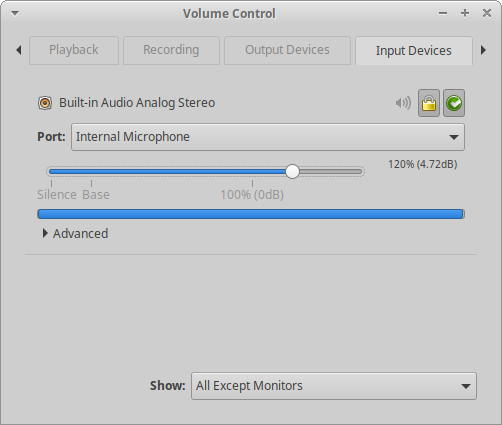 Volume Control
Playback Recording Output Devices Input Devices
Built-in Audio Analog Stereo
Port: Internal Microphone
120% (4.72dB)
Silence Base 100% (0dB)
Advanced
Show: All Except Monitors